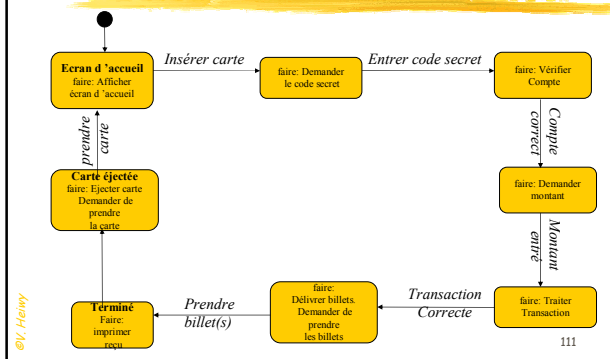 Ecran d 'accueil
faire: Afficher
écran d 'accueil
Insérer carte
faire: Demander
le code secret
Entrer code secret
faire: Vérifier
Compte
Compte
correct
faire: Demander
montant
Montant
entré
faire: Traiter
Transaction
Transaction
Correcte
faire:
Délivrer billets.
Demander de
prendre
les billets
Prendre
billet(s)
Terminé
Faire:
imprimer
reçu
Carte éjectée
faire: Ejecter carte
Demander de
prendre
la carte
prendre
carte
©V. Heiwy
111